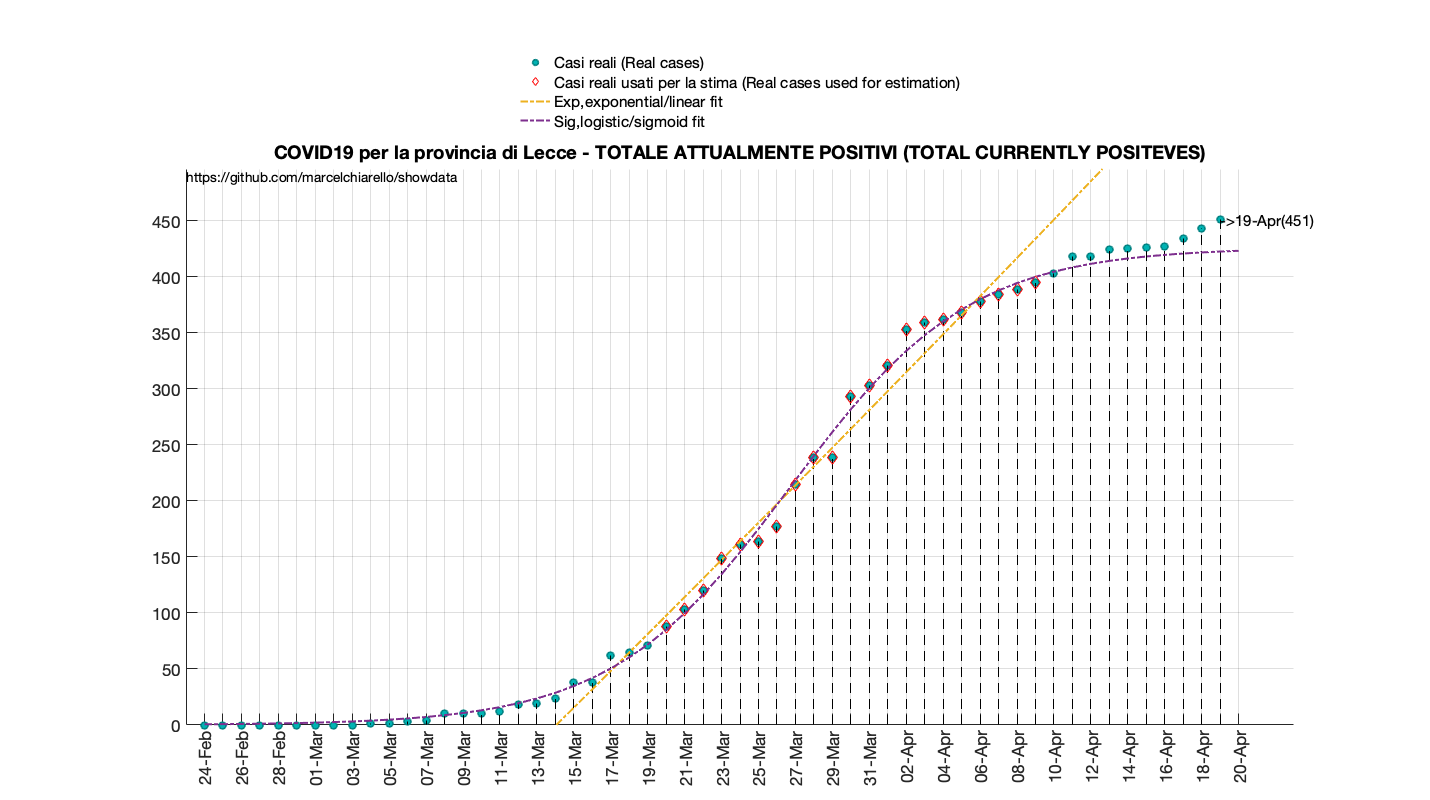 Casi reali (Real cases)
Casi reali usati per la stima (Real cases used for estimation)
Exp,exponential/linear fit
Sig,logistic/sigmoid fit
COVID19 per la provincia di Lecce - TOTALE ATTUALMENTE POSITIVI (TOTAL CURRENTLY POSITEVES)
https://github.com/marcelchiarello/showdata
450
->19-Apr(451)
400
350
300
250
200
150
100
50
0
24-Feb
26-Feb
28-Feb
01-Mar
03-Mar
05-Mar
07-Mar
09-Mar
11-Mar
13-Mar
15-Mar
17-Mar
19-Mar
21-Mar
23-Mar
25-Mar
27-Mar
29-Mar
31-Mar
02-Apr
04-Apr
06-Apr
08-Apr
10-Apr
12-Apr
14-Apr
16-Apr
18-Apr
20-Apr